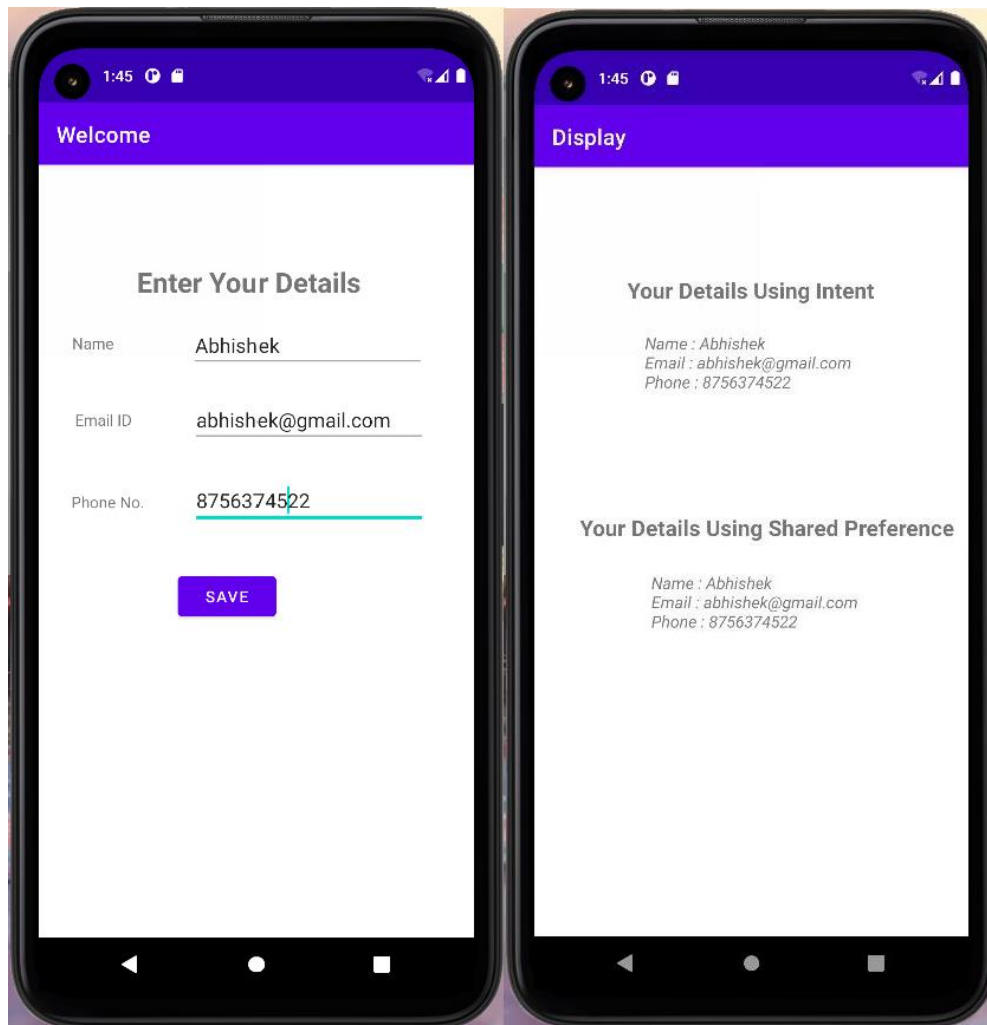 1:45
Welcome
Enter Your Details
Name
Abhishek
Email ID
abhishek@gmail.com
Phone No.
8756374522
SAVE
1:45
Display
Your Details Using Intent
Name : Abhishek
Email : abhishek@gmail.com
Phone : 8756374522
Your Details Using Shared Preference
Name : Abhishek
Email : abhishek@gmail.com
Phone : 8756374522